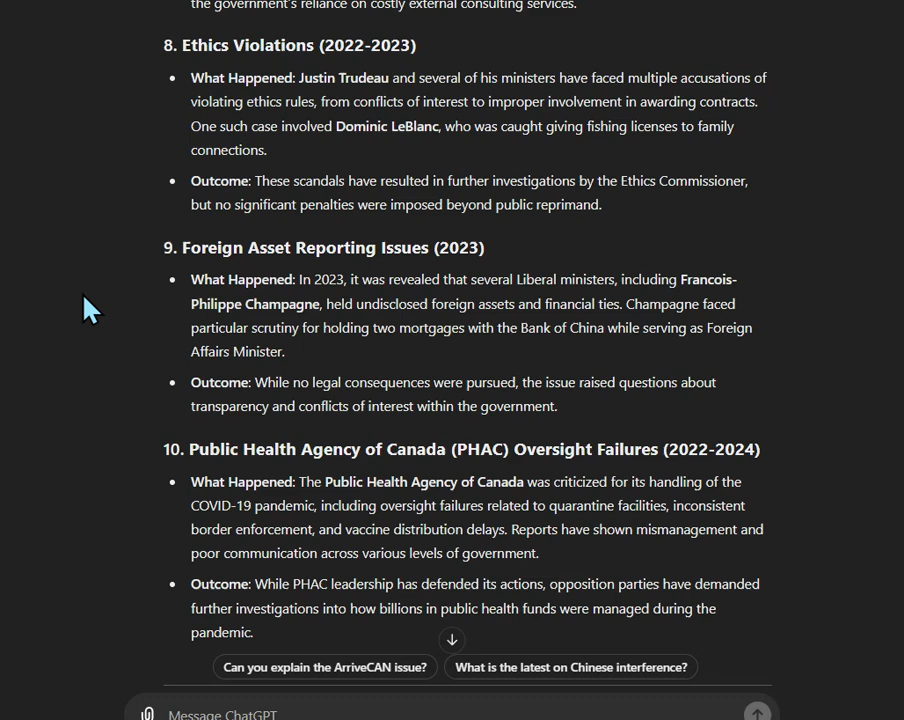 the government's reliance on costly external consulting services.
8. Ethics Violations (2022-2023)
• What Happened: Justin Trudeau and several of his ministers have faced multiple accusations of
violating ethics rules, from conflicts of interest to improper involvement in awarding contracts.
One such case involved Dominic LeBlanc, who was caught giving fishing licenses to family
connections.
• Outcome: These scandals have resulted in further investigations by the Ethics Commissioner,
but no significant penalties were imposed beyond public reprimand.
9. Foreign Asset Reporting Issues (2023)
• What Happened: In 2023, it was revealed that several Liberal ministers, including Francois-
Philippe Champagne, held undisclosed foreign assets and financial ties. Champagne faced
particular scrutiny for holding two mortgages with the Bank of China while serving as Foreign
Affairs Minister.
• Outcome: While no legal consequences were pursued, the issue raised questions about
transparency and conflicts of interest within the government.
10. Public Health Agency of Canada (PHAC) Oversight Failures (2022-2024)
• What Happened: The Public Health Agency of Canada was criticized for its handling of the
COVID-19 pandemic, including oversight failures related to quarantine facilities, inconsistent
border enforcement, and vaccine distribution delays. Reports have shown mismanagement and
poor communication across various levels of government.
• Outcome: While PHAC leadership has defended its actions, opposition parties have demanded
further investigations into how billions in public health funds were managed during the
pandemic.
Can you explain the ArriveCAN issue? What is the latest on Chinese interference?
Message ChatGPT